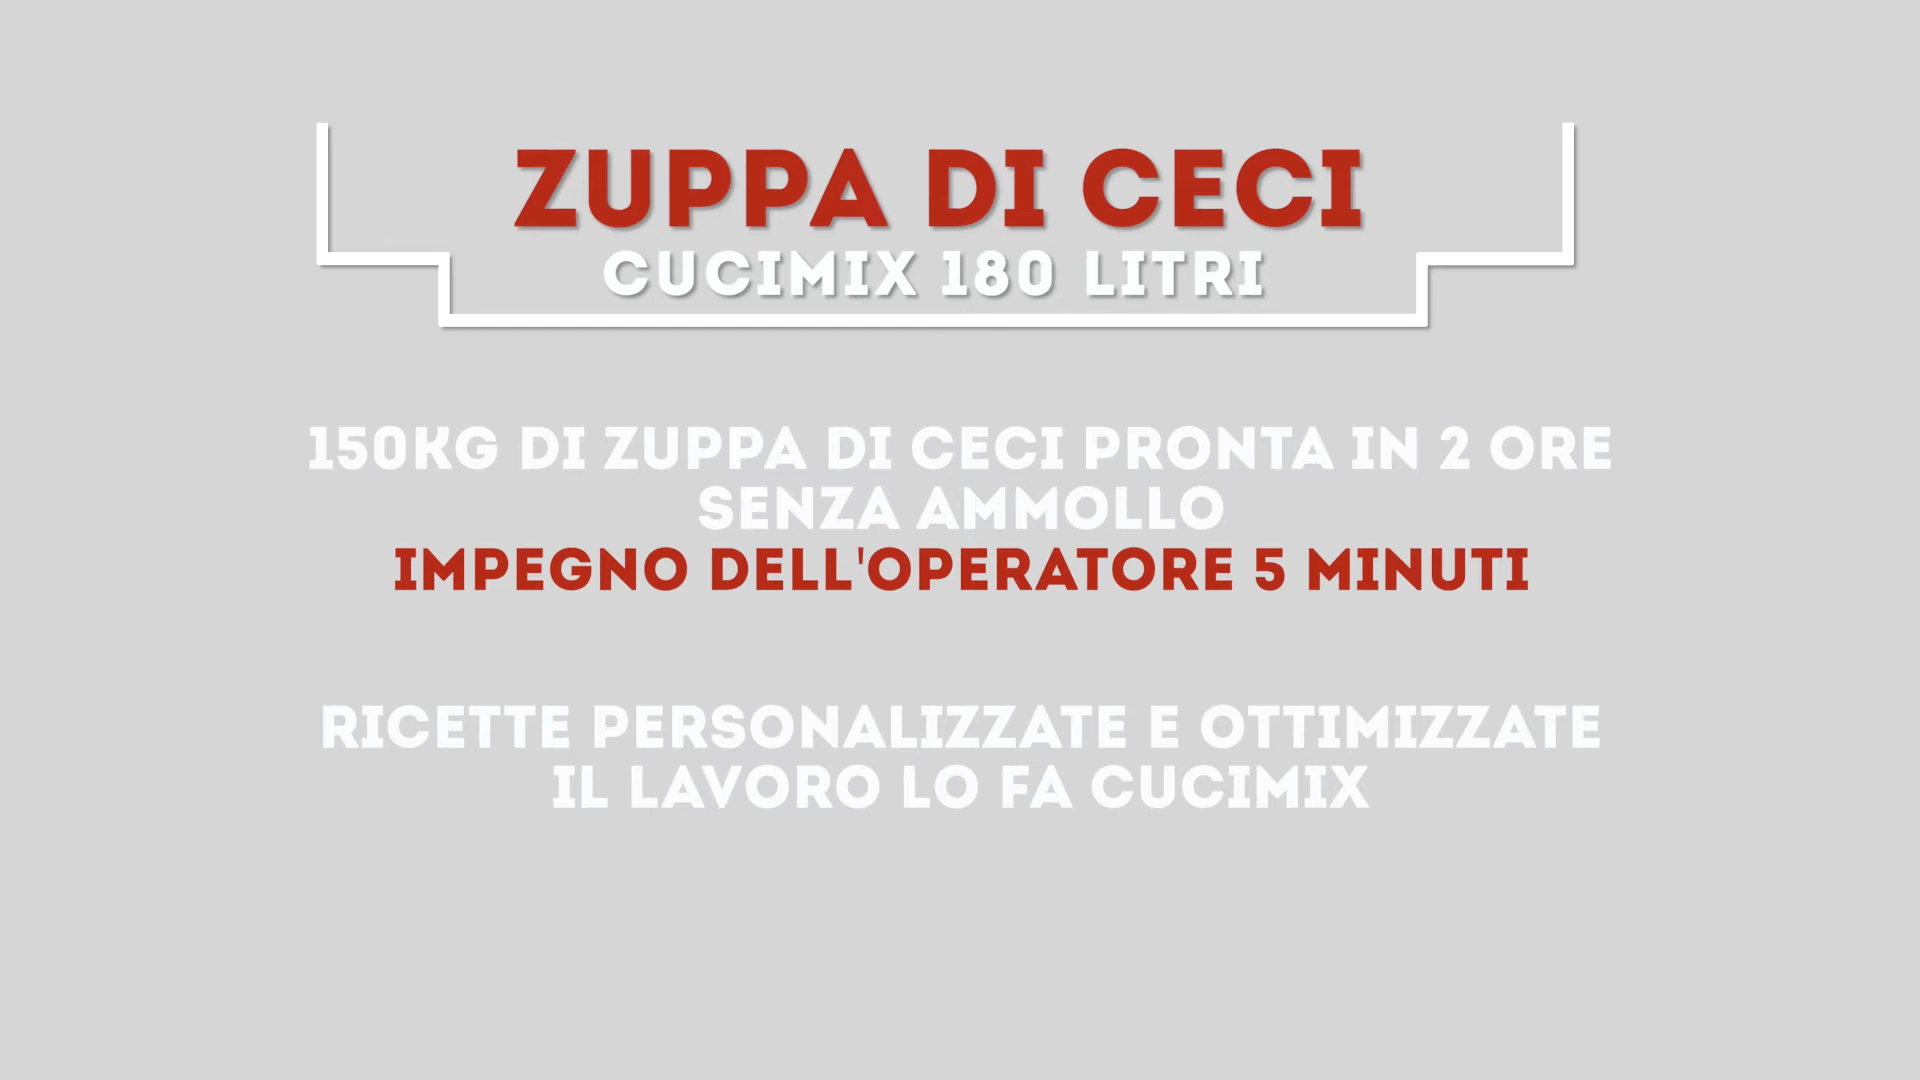 ZUPPA DI CECI
CUCIMIX 180 LITRI
150KG DI ZUPPA DI CECI PRONTA IN 2 ORE
SENZA AMMOLLO
IMPEGNO DELL'OPERATORE 5 MINUTI
RICETTE PERSONALIZZATE E OTTIMIZZATE
IL LAVORO LO FA CUCIMIX